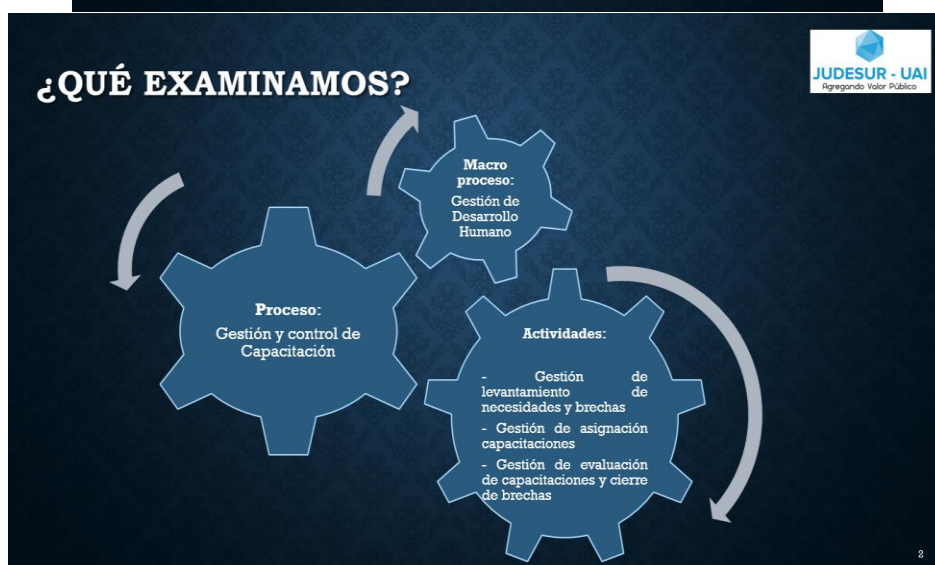 ¿QUÉ EXAMINAMOS?
JUDESUR - UAI
Agregando Valor Público
Macro
proceso:
Gestión de
Desarrollo
Humano
Proceso:
Gestión y control de
Capacitación
Actividades:
- Gestión de
levantamiento de
necesidades y brechas
- Gestión de asignación
capacitaciones
- Gestión de evaluación
de capacitaciones y cierre
de brechas
2